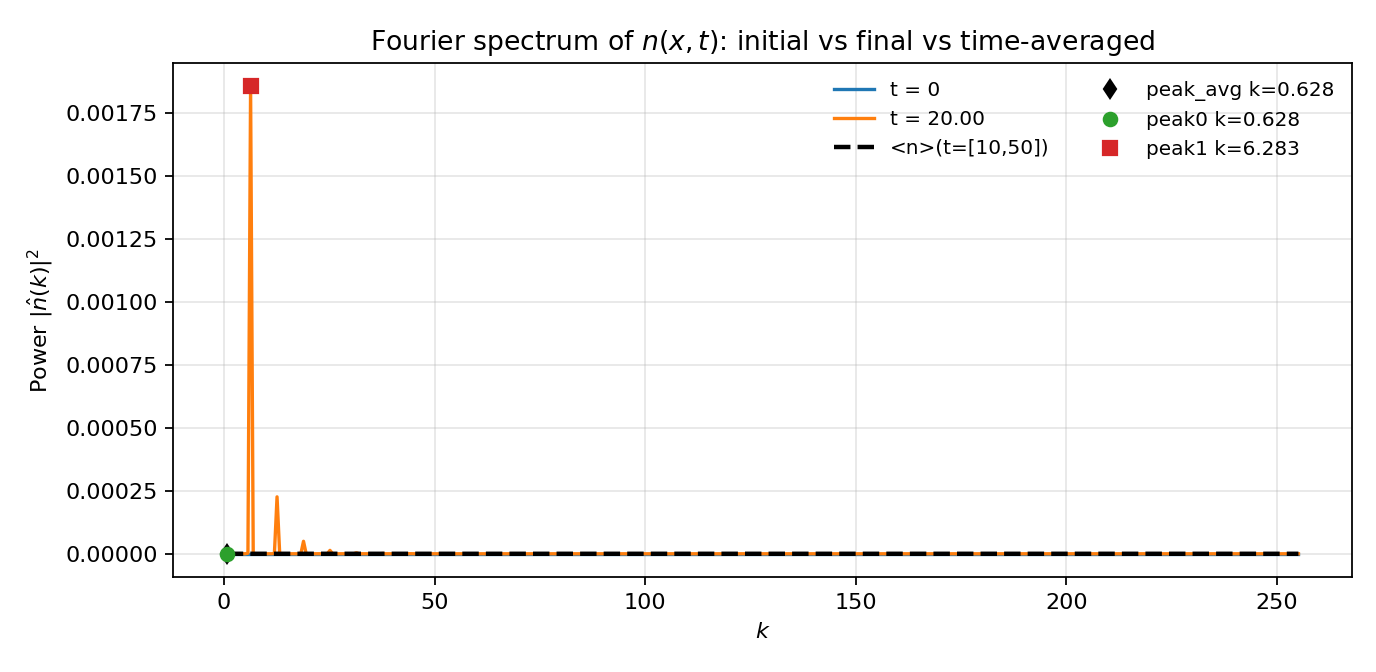 Fourier spectrum of n(x, t): initial vs final vs time-averaged
t = 0
t = 20.00
<n>(t=[10,50])
peak_avg k=0.628
peak0 k=0.628
peak1 k=6.283
Power |n̂(k)|²
0.00175
0.00150
0.00125
0.00100
0.00075
0.00050
0.00025
0.00000
0 50 100 150 200 250
k